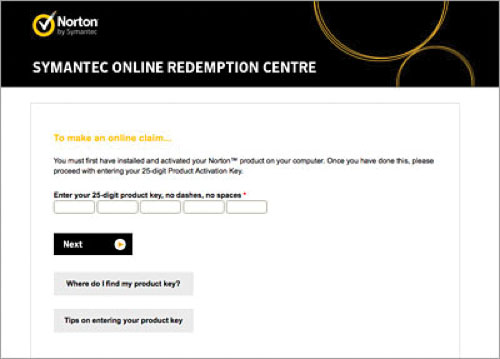 Norton
by Symantec
SYMANTEC ONLINE REDEMPTION CENTRE
To make an online claim...
You must first have installed and activated your Norton™ product on your computer. Once you have done this, please
proceed with entering your 25-digit Product Activation Key.
Enter your 25-digit product key, no dashes, no spaces *
Next
Where do I find my product key?
Tips on entering your product key